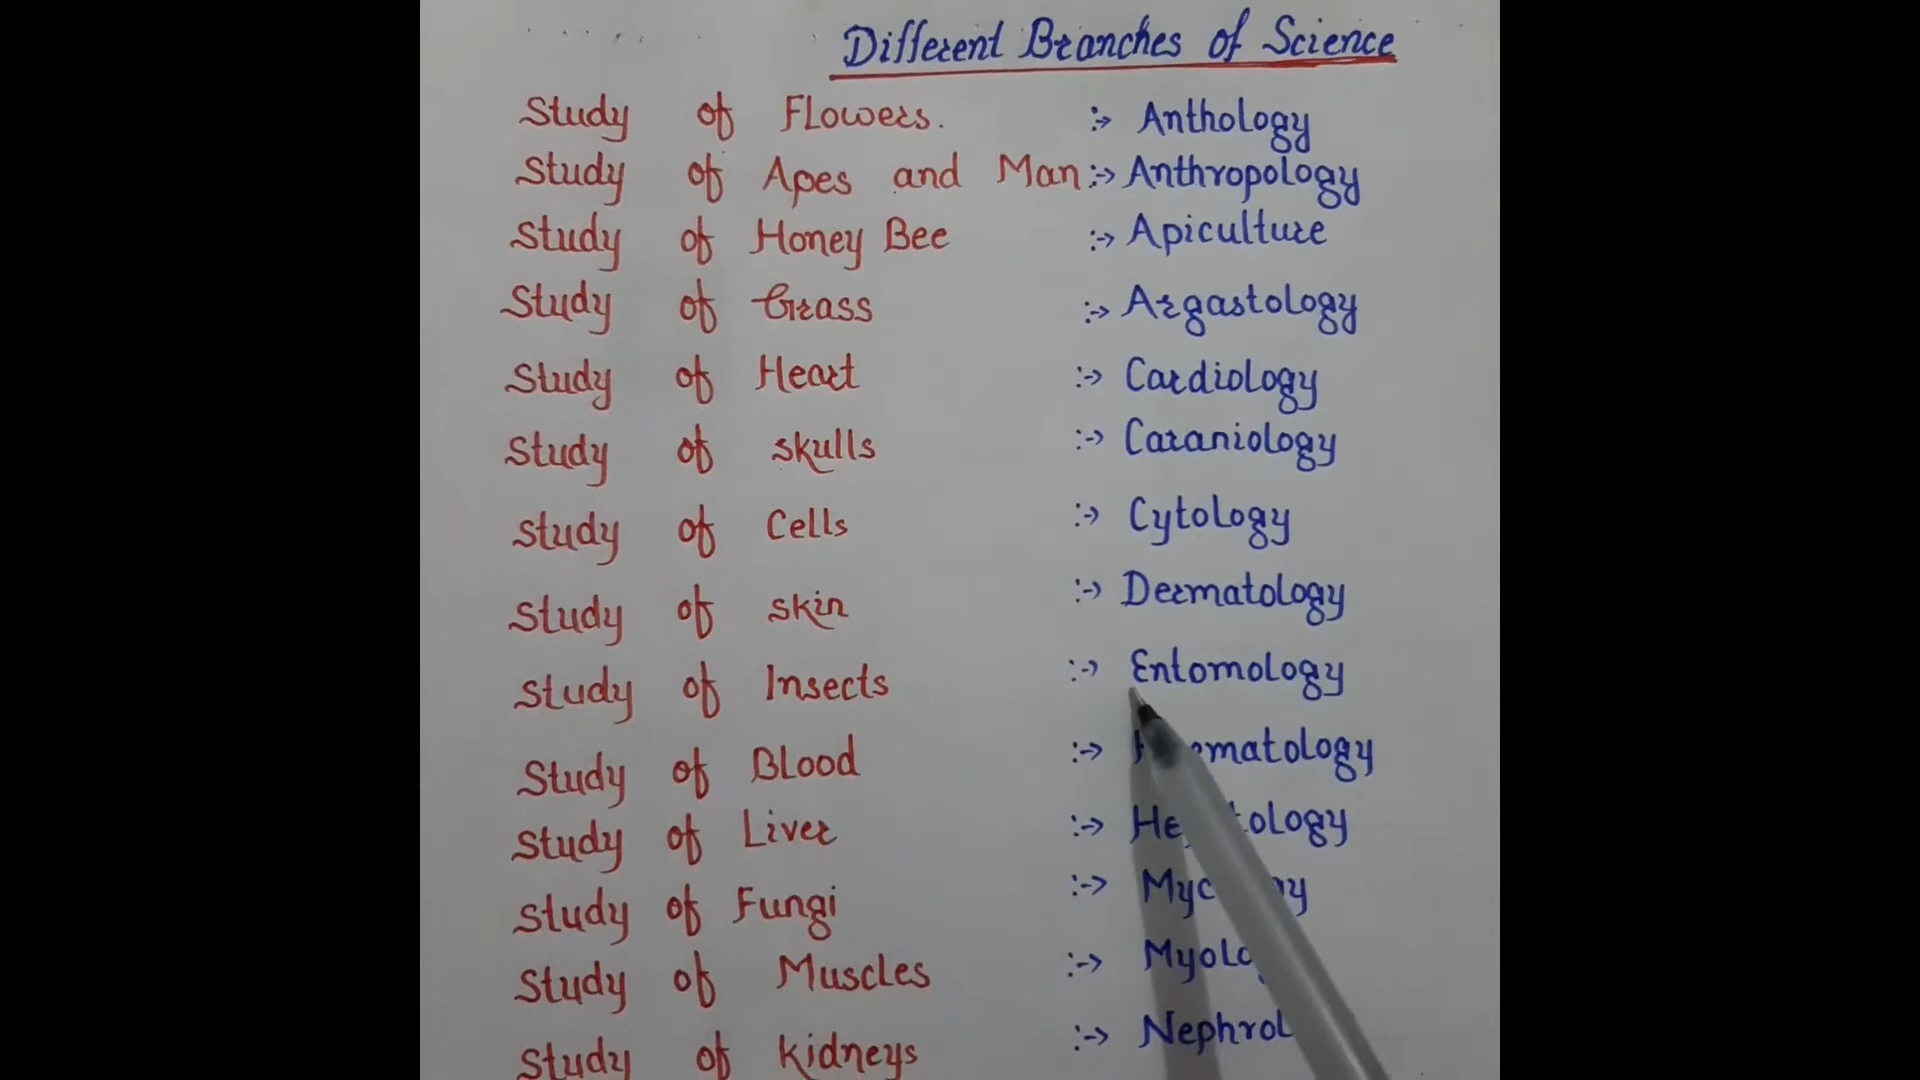 Different Branches of Science
Study of Flowers. :→ Anthology
Study of Apes and Man :→ Anthropology
Study of Honey Bee :→ Apiculture
Study of Grass :→ Argastology
Study of Heart :→ Cardiology
Study of skulls :→ Caraniology
Study of Cells :→ Cytology
Study of skin :→ Dermatology
Study of Insects :→ Entomology
Study of Blood :→
Study of Liver :→
Study of Fungi :→
Study of Muscles :→
Study of kidneys :→